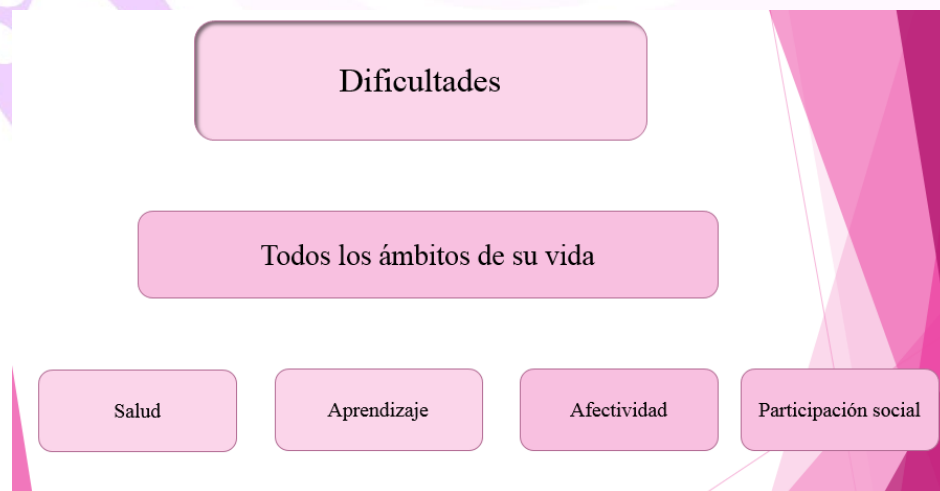 Dificultades
Todos los ámbitos de su vida
Salud
Aprendizaje
Afectividad
Participación social